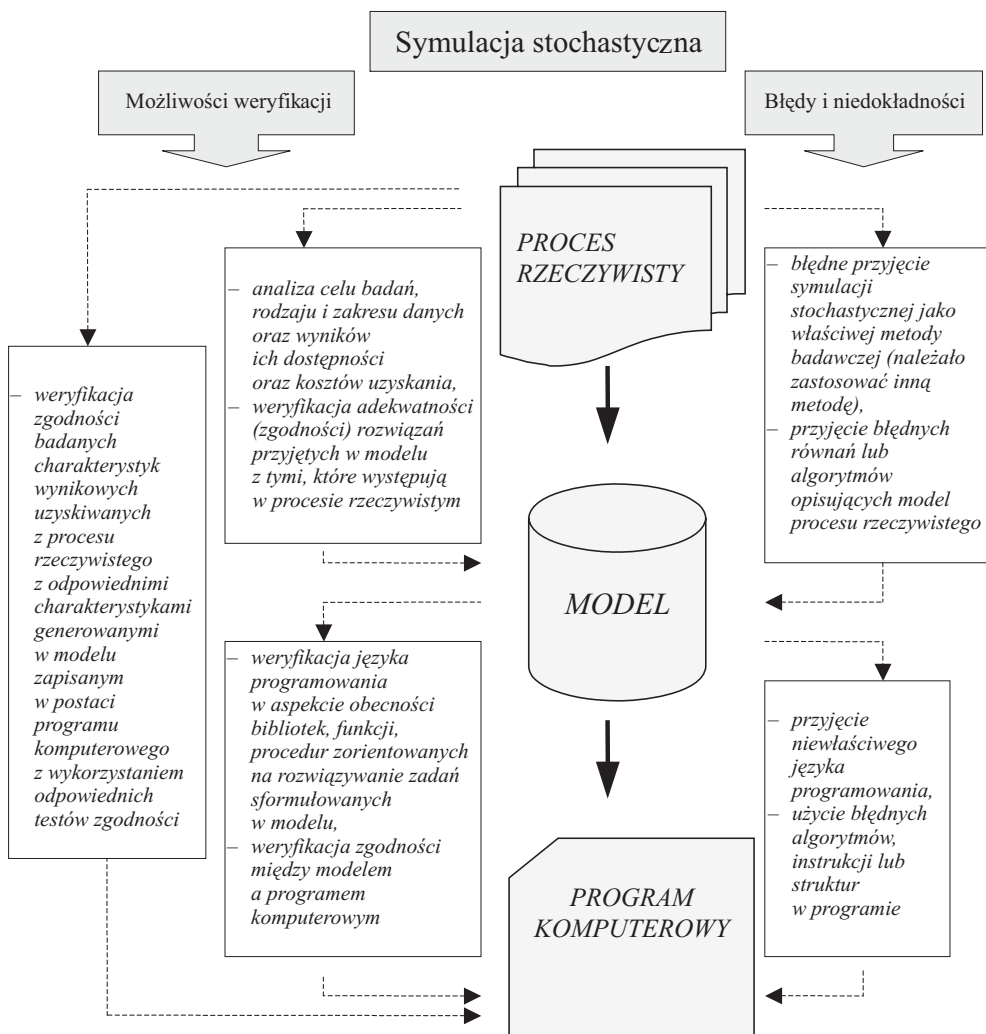 Symulacja stochastyczna
Możliwości weryfikacji
Błędy i niedokładności
PROCES
RZECZYWISTY
– analiza celu badań,
rodzaju i zakresu danych
oraz wyników
ich dostępności
oraz kosztów uzyskania,
– weryfikacja adekwatności
(zgodności) rozwiązań
przyjętych w modelu
z tymi, które występują
w procesie rzeczywistym
– błędne przyjęcie
symulacji
stochastycznej jako
właściwej metody
badawczej (należało
zastosować inną
metodę),
– przyjęcie błędnych
równań lub
algorytmów
opisujących model
procesu rzeczywistego
– weryfikacja
zgodności
badanych
charakterystyk
wynikowych
uzyskiwanych
z procesu
rzeczywistego
z odpowiednimi
charakterystykami
generowanymi
w modelu
zapisanym
w postaci
programu
komputerowego
z wykorzystaniem
odpowiednich
testów zgodności
MODEL
– weryfikacja języka
programowania
w aspekcie obecności
bibliotek, funkcji,
procedur zorientowanych
na rozwiązywanie zadań
sformułowanych
w modelu,
– weryfikacja zgodności
między modelem
a programem
komputerowym
– przyjęcie
niewłaściwego
języka
programowania,
– użycie błędnych
algorytmów,
instrukcji lub
struktur
w programie
PROGRAM
KOMPUTEROWY